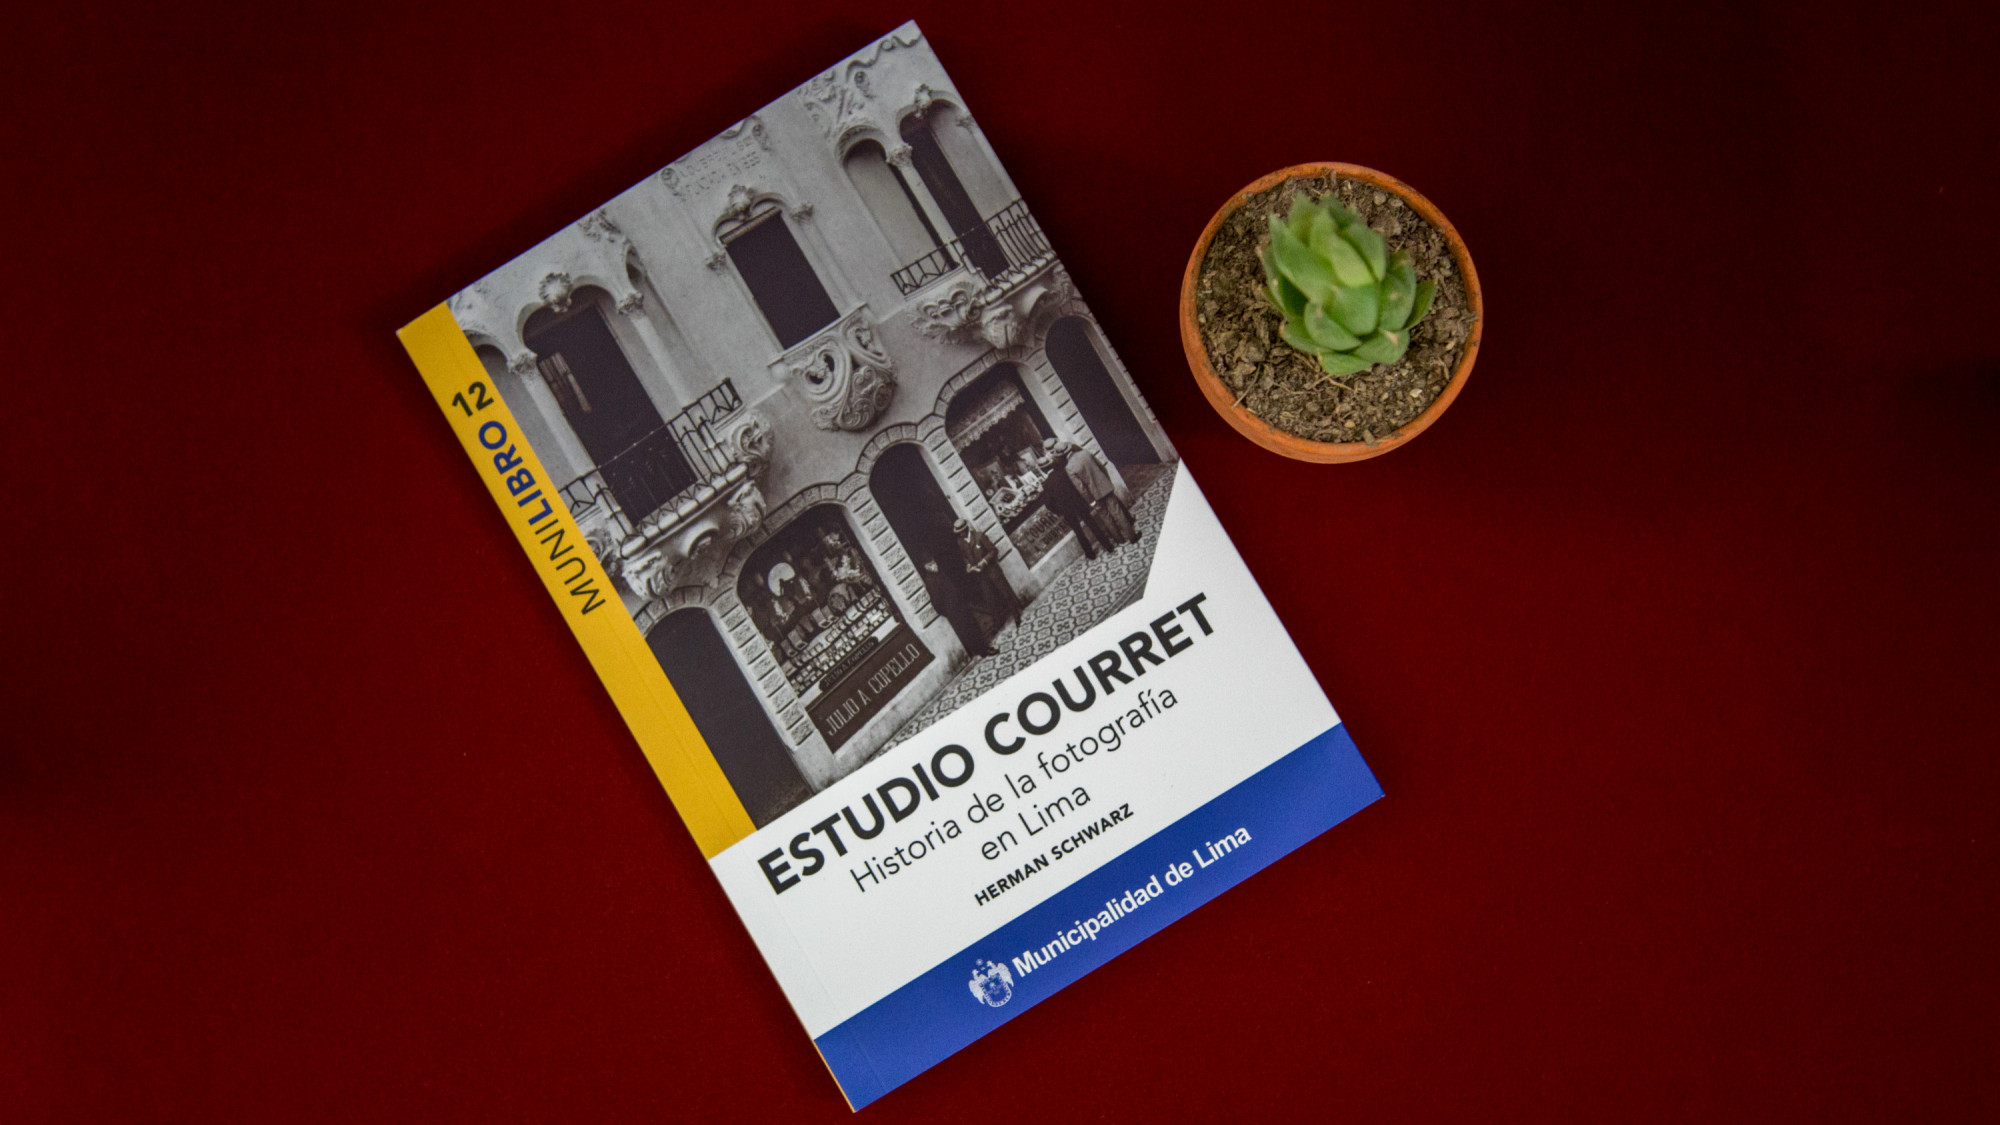 MUNILIBRO 12
JULIO A COPELLO
ESTUDIO COURRET
Historia de la fotografía
en Lima
HERMAN SCHWARZ
Municipalidad de Lima